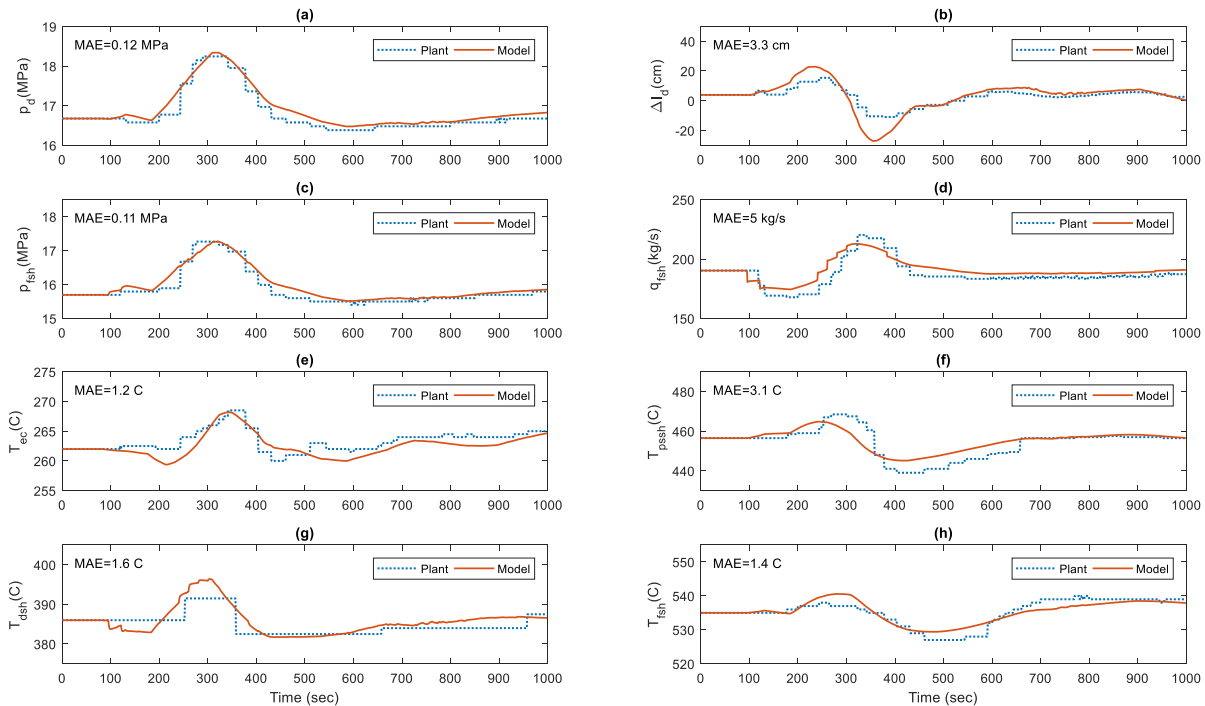 (a)
MAE=0.12 MPa
Plant
Model
p_d(MPa)
19
18
17
16
0 100 200 300 400 500 600 700 800 900 1000
(b)
MAE=3.3 cm
Plant
Model
Δl_d(cm)
40
20
0
-20
0 100 200 300 400 500 600 700 800 900 1000
(c)
MAE=0.11 MPa
Plant
Model
p_fsh(MPa)
18
17
16
15
0 100 200 300 400 500 600 700 800 900 1000
(d)
MAE=5 kg/s
Plant
Model
q_fsh(kg/s)
250
200
150
0 100 200 300 400 500 600 700 800 900 1000
(e)
MAE=1.2 C
Plant
Model
T_ec(C)
275
270
265
260
255
0 100 200 300 400 500 600 700 800 900 1000
(f)
MAE=3.1 C
Plant
Model
T_pssh(C)
480
460
440
0 100 200 300 400 500 600 700 800 900 1000
(g)
MAE=1.6 C
Plant
Model
T_dsh(C)
400
390
380
0 100 200 300 400 500 600 700 800 900 1000
Time (sec)
(h)
MAE=1.4 C
Plant
Model
T_fsh(C)
550
540
530
520
0 100 200 300 400 500 600 700 800 900 1000
Time (sec)